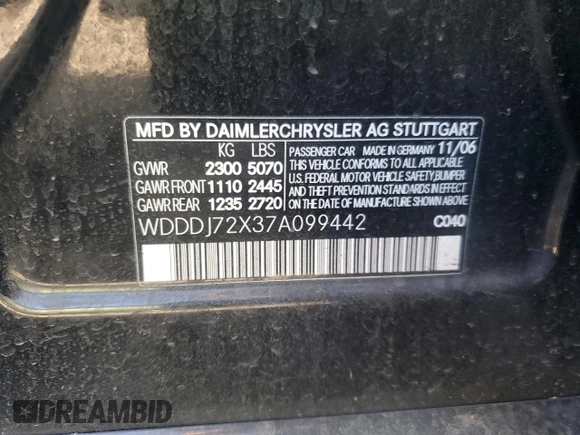 MFD BY DAIMLERCHRYSLER AG STUTTGART
KG LBS
GVWR 2300 5070
GAWR FRONT 1110 2445
GAWR REAR 1235 2720
PASSENGER CAR MADE IN GERMANY 11/06
THIS VEHICLE CONFORMS TO ALL APPLICABLE
U.S. FEDERAL MOTOR VEHICLE SAFETY,BUMPER,
AND THEFT PREVENTION STANDARDS IN EFFECT
ON THE DATE OF MANUFACTURE SHOWN ABOVE.
WDDDJ72X37A099442 C040
DREAMBID